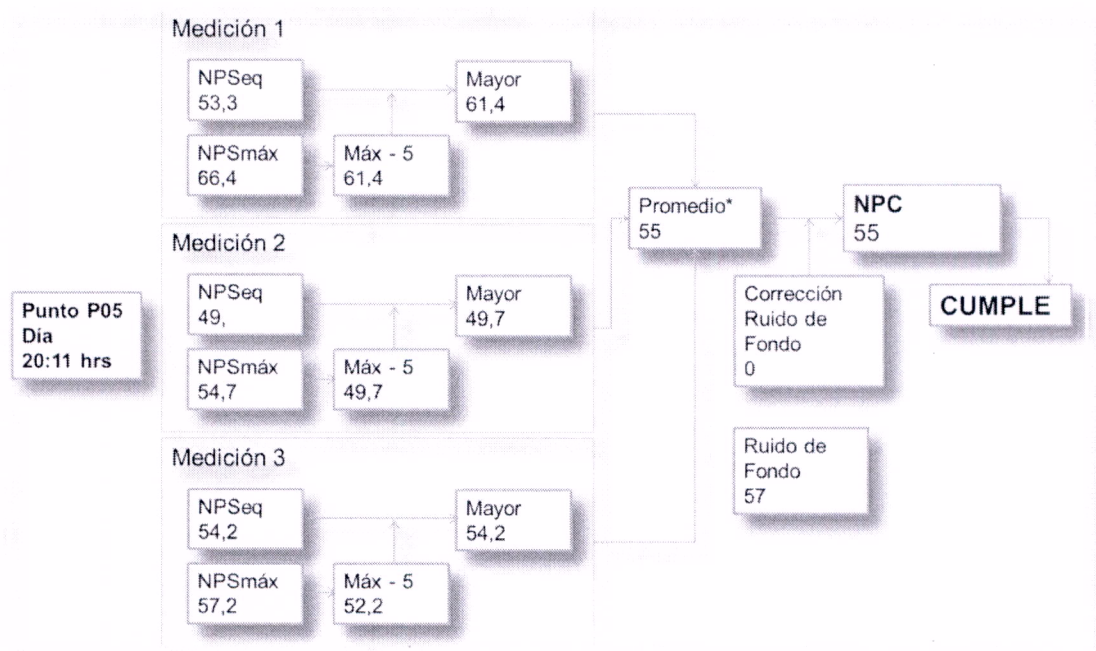 Medición 1
NPSeq
53,3
Mayor
61,4
NPSmáx
66,4
Máx - 5
61,4
Medición 2
NPSeq
49,
Mayor
49,7
NPSmáx
54,7
Máx - 5
49,7
Medición 3
NPSeq
54,2
Mayor
54,2
NPSmáx
57,2
Máx - 5
52,2
Punto P05
Día
20:11 hrs
Promedio*
55
NPC
55
Corrección
Ruido de
Fondo
0
CUMPLE
Ruido de
Fondo
57